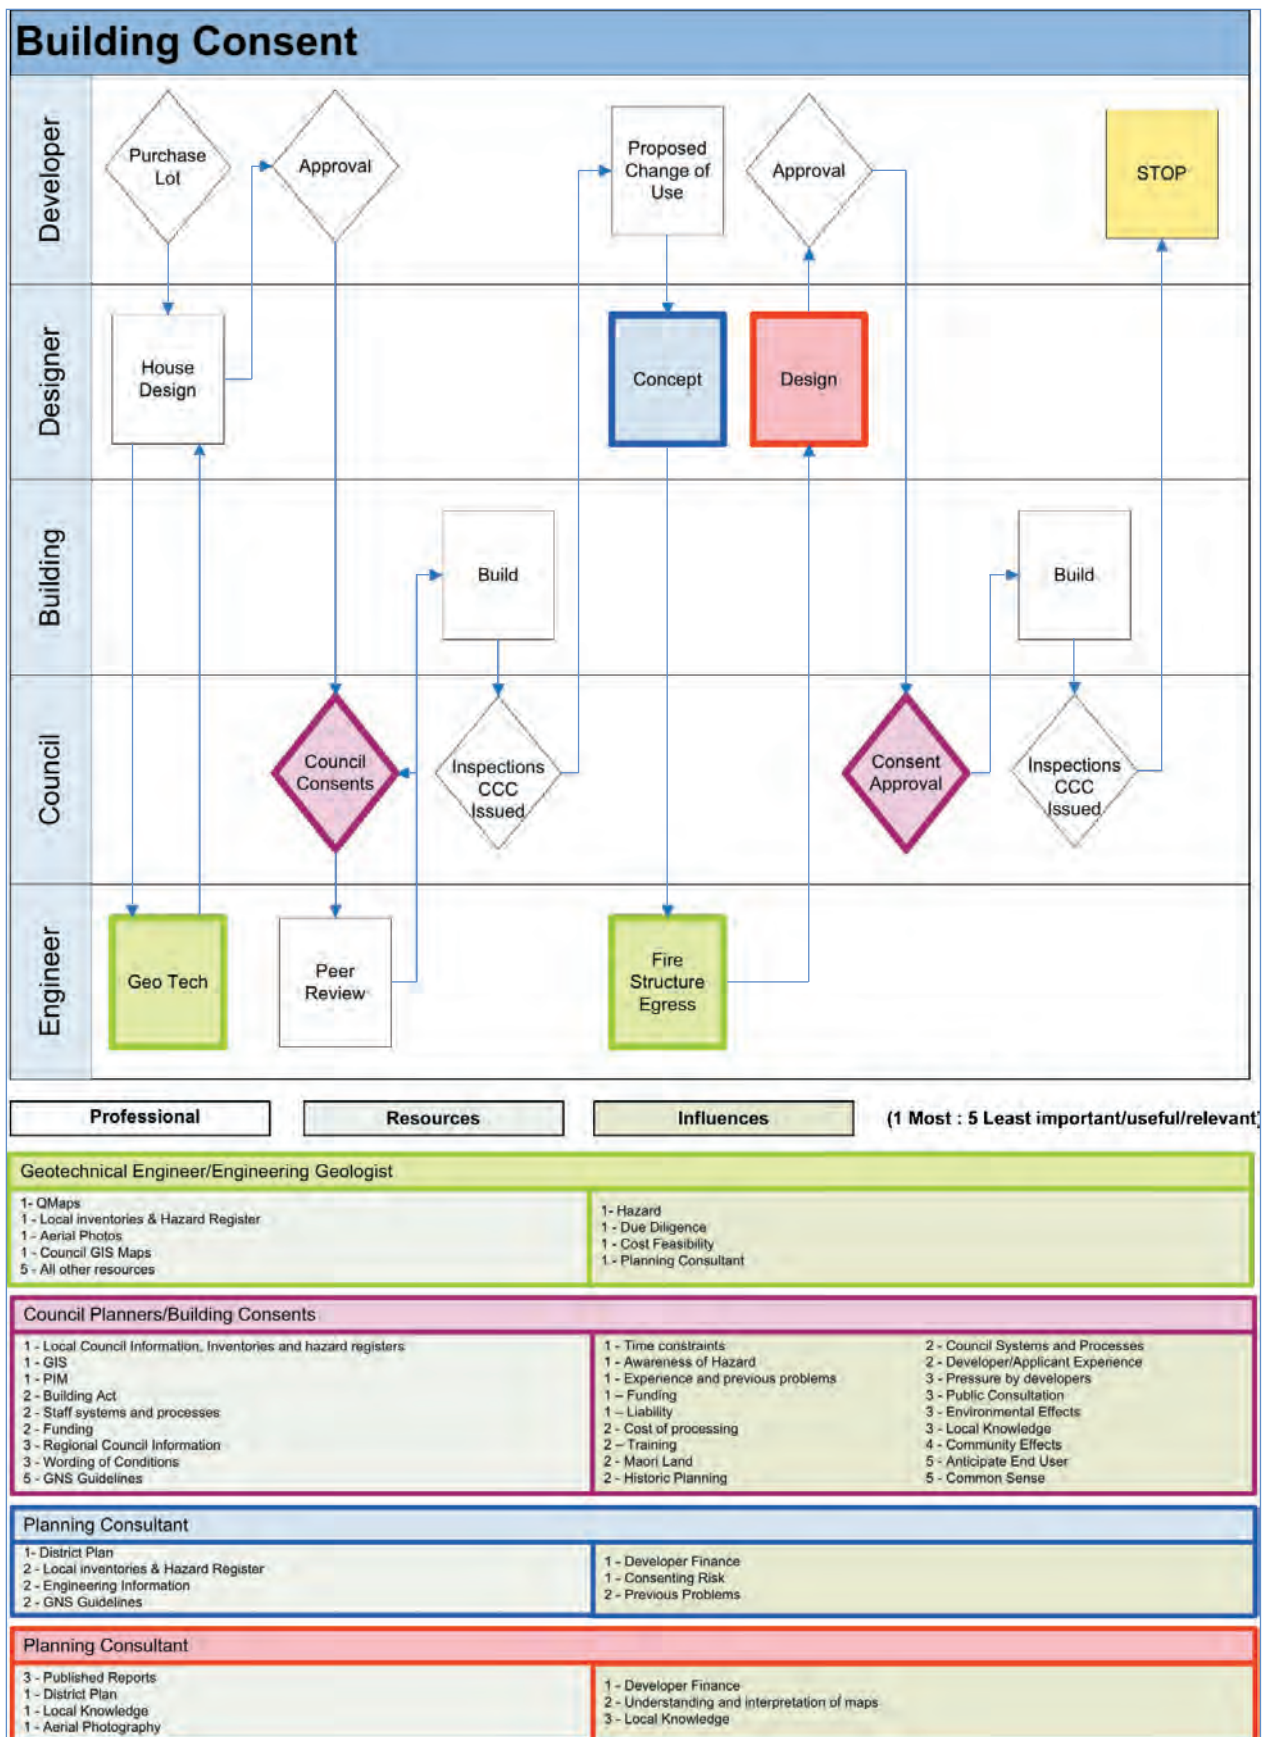 Building Consent
Developer
Purchase
Lot
Approval
Proposed
Change of
Use
Approval
STOP
Designer
House
Design
Concept
Design
Building
Build
Build
Council
Council
Consents
Inspections
CCC
Issued
Consent
Approval
Inspections
CCC
Issued
Engineer
Geo Tech
Peer
Review
Fire
Structure
Egress
Professional
Resources
Influences
(1 Most : 5 Least important/useful/relevant)
Geotechnical Engineer/Engineering Geologist
1- QMaps
1 - Local inventories & Hazard Register
1 - Aerial Photos
1 - Council GIS Maps
5 - All other resources
1- Hazard
1 - Due Diligence
1 - Cost Feasibility
1 - Planning Consultant
Council Planners/Building Consents
1 - Local Council Information, Inventories and hazard registers
1 - GIS
1 - PIM
2 - Building Act
2 - Staff systems and processes
2 - Funding
3 - Regional Council Information
3 - Wording of Conditions
5 - GNS Guidelines
1 - Time constraints
1 - Awareness of Hazard
1 - Experience and previous problems
1 – Funding
1 – Liability
2 - Cost of processing
2 – Training
2 - Maori Land
2 - Historic Planning
2 - Council Systems and Processes
2 - Developer/Applicant Experience
3 - Pressure by developers
3 - Public Consultation
3 - Environmental Effects
3 - Local Knowledge
4 - Community Effects
5 - Anticipate End User
5 - Common Sense
Planning Consultant
1- District Plan
2 - Local inventories & Hazard Register
2 - Engineering Information
2 - GNS Guidelines
1 - Developer Finance
1 - Consenting Risk
2 - Previous Problems
Planning Consultant
3 - Published Reports
1 - District Plan
1 - Local Knowledge
1 - Aerial Photography
1 - Developer Finance
2 - Understanding and interpretation of maps
3 - Local Knowledge